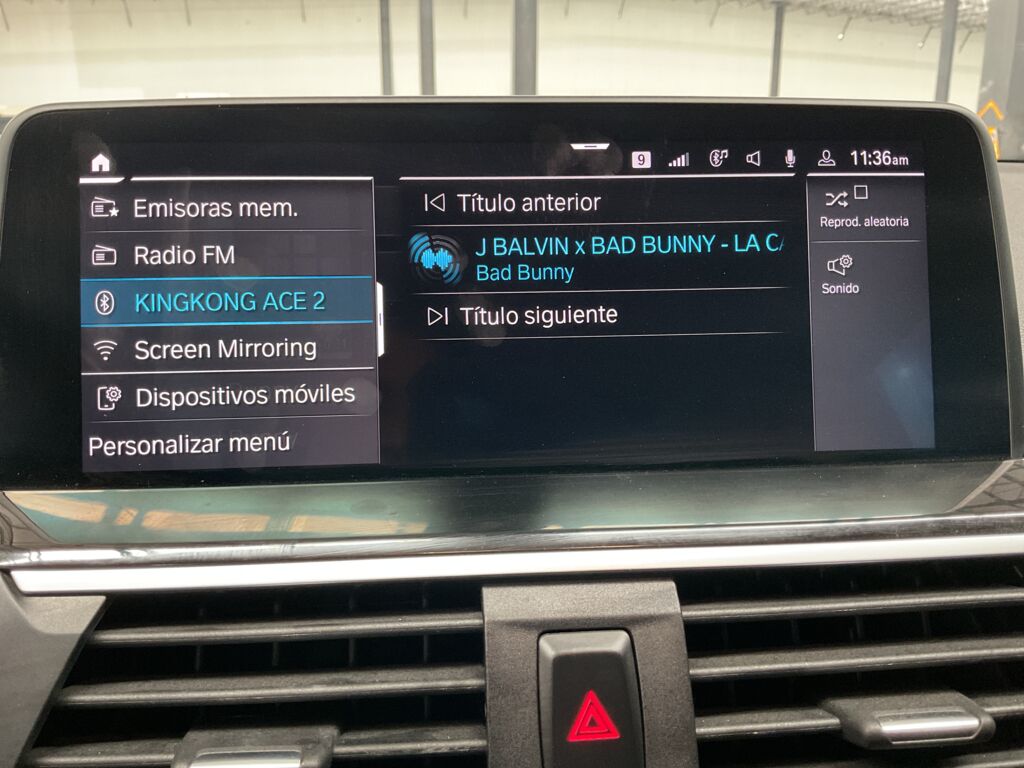 9
11:36am
Emisoras mem.
Radio FM
KINGKONG ACE 2
Screen Mirroring
Dispositivos móviles
Personalizar menú
Título anterior
J BALVIN x BAD BUNNY - LA
Bad Bunny
Título siguiente
Reprod. aleatoria
Sonido